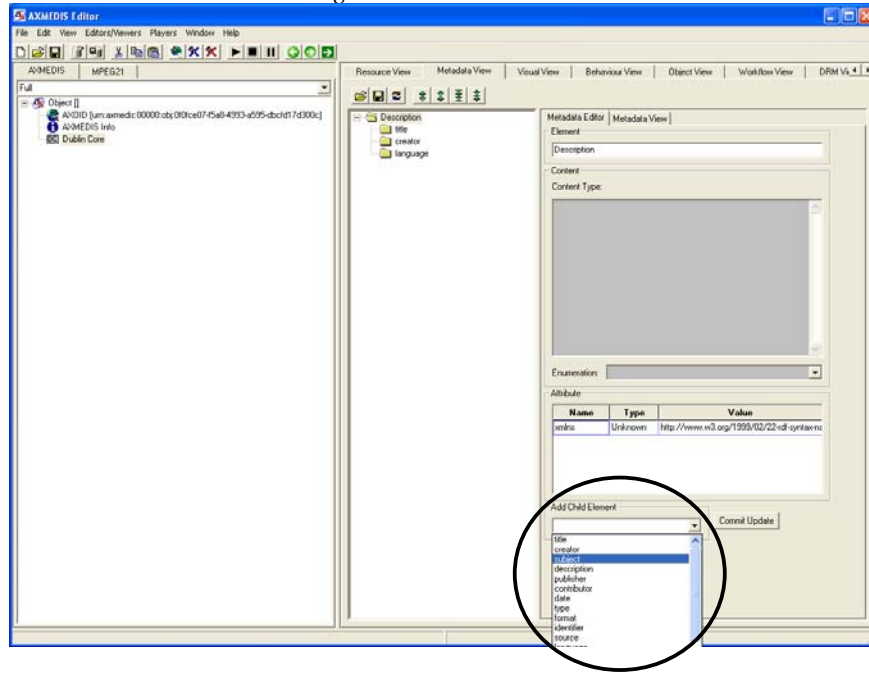 AXMEDIS Editor
File Edit View Editors/Viewers Players Window Help
AXMEDIS MPEG21
Full
Object []
AXOID [urn:axmedis:00000:obj:0f0fce07-f5a8-4993-a595-dbcfd17d300c]
AXMEDIS Info
Dublin Core
Resource View Metadata View Visual View Behaviour View Object View Workflow View DRM Vi
Description
title
creator
language
Metadata Editor Metadata View
Element
Description
Content
Content Type:
Enumeration:
Attribute
Name Type Value
xmlns Unknown http://www.w3.org/1999/02/22-rdf-syntax-ns
Add Child Element
Commit Update
title
creator
subject
description
publisher
contributor
date
type
format
identifier
source
language